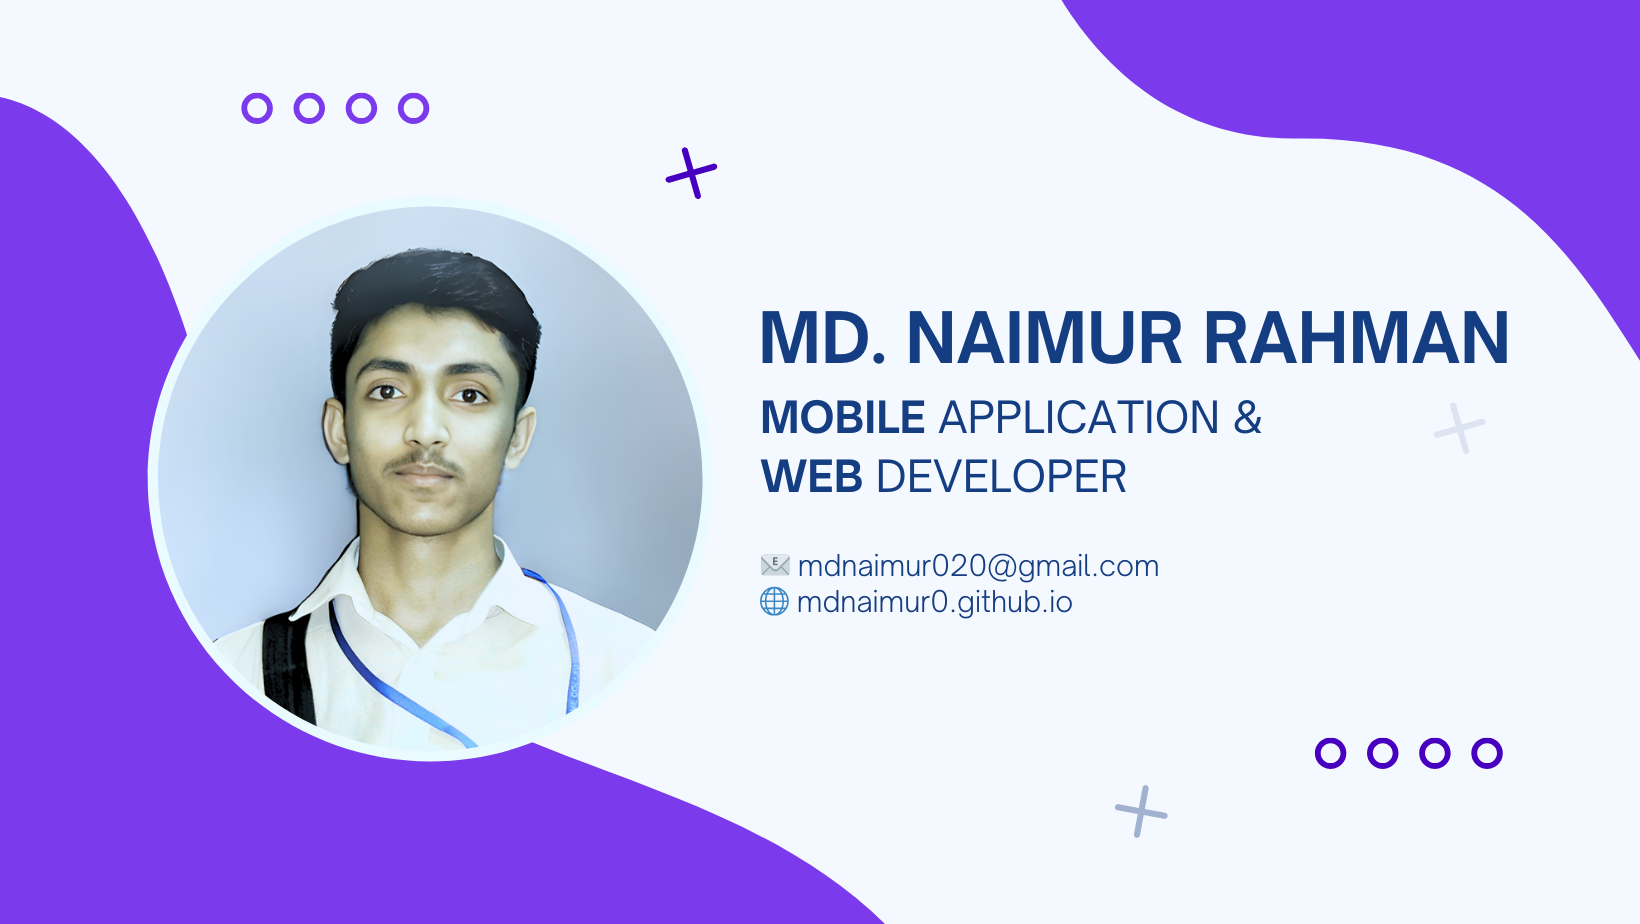 MD. NAIMUR RAHMAN
MOBILE APPLICATION &
WEB DEVELOPER
E mdnaimur020@gmail.com
mdnaimur0.github.io